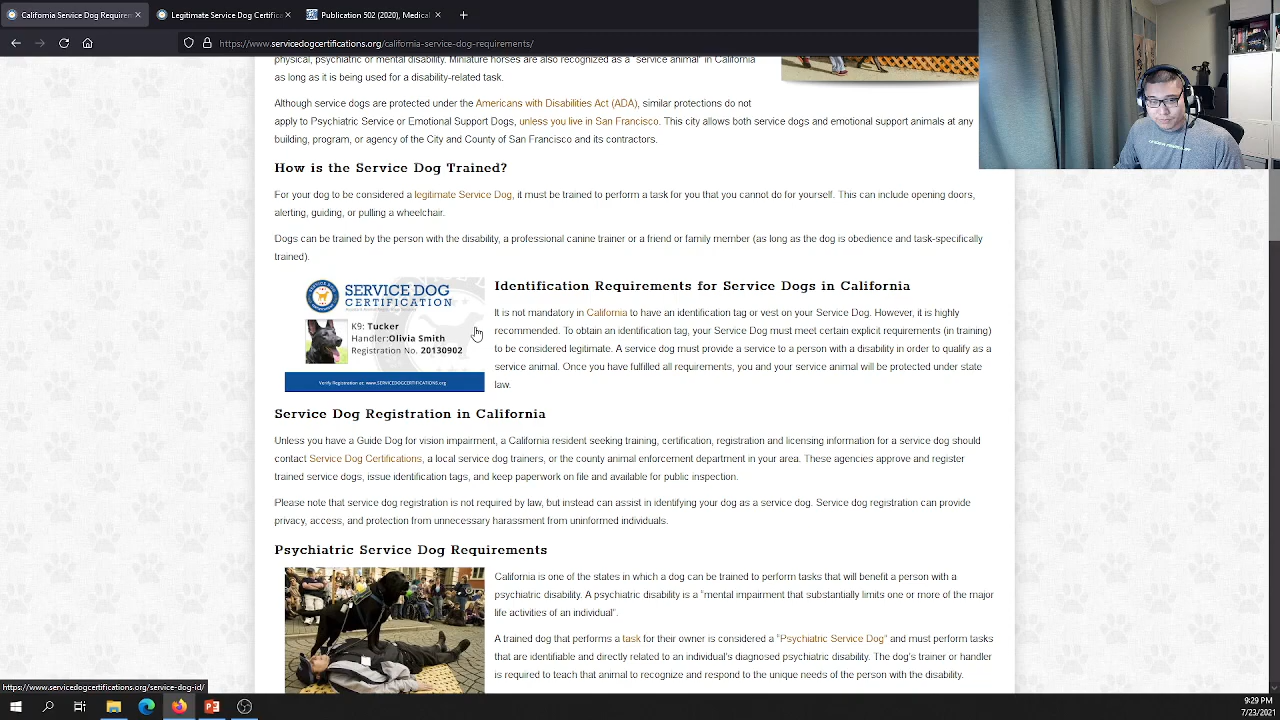 California Service Dog Requirem
Legitimate Service Dog Certific
Publication 502 (2020), Medical
https://www.servicedogcertifications.org/california-service-dog-requirements/
physical, psychiatric or mental disability. Miniature horses are also recognized as a "service animal" in California
as long as it is being used for a disability-related task.
Although service dogs are protected under the Americans with Disabilities Act (ADA), similar protections do not
apply to Psychiatric Service or Emotional Support Dogs, unless you live in San Francisco. This city allows both service dogs and emotional support animals at any
building, program, or agency of the City and County of San Francisco and its contractors.
How is the Service Dog Trained?
For your dog to be considered a legitimate Service Dog, it must be trained to perform a task for you that you cannot do for yourself. This can include opening doors,
alerting, guiding, or pulling a wheelchair.
Dogs can be trained by the person with the disability, a professional canine trainer or a friend or family member (as long as the dog is obedience and task-specifically
trained).
SERVICE DOG
CERTIFICATION
K9: Tucker
Handler:Olivia Smith
Registration No. 20130902
Verify Registration at: www.SERVICEDOGCERTIFICATIONS.org
Identification Requirements for Service Dogs in California
It is not mandatory in California to have an identification tag or vest on your Service Dog. However, it is highly
recommended. To obtain an identification tag, your Service Dog must meet certain explicit requirements (in training)
to be considered legitimate. A service dog must provide a service to a person with a disability in order to qualify as a
service animal. Once you have fulfilled all requirements, you and your service animal will be protected under state
law.
Service Dog Registration in California
Unless you have a Guide Dog for vision impairment, a California resident seeking training, certification, registration and licensing information for a service dog should
contact Service Dog Certifications, a local service dog trainers, or the county animal enforcement department in your area. These agencies approve and register
trained service dogs, issue identification tags, and keep paperwork on file and available for public inspection.
Please note that service dog registration is not required by law, but instead can assist in identifying your dog as a service dog. Service dog registration can provide
privacy, access, and protection from unnecessary harassment from uninformed individuals.
Psychiatric Service Dog Requirements
California is one of the states in which a dog can be trained to perform tasks that will benefit a person with a
psychiatric disability. A psychiatric disability is a "mental impairment that substantially limits one or more of the major
life activities of an individual".
A trained dog that performs a task for their owner is considered a "Psychiatric Service Dog" and must perform tasks
that are identifiable and directly related to an individual's diagnosed psychiatric disability. The dog's trainer or handler
is required to teach that animal to recognize and respond to the unique needs of the person with the disability.
https://www.servicedogcertifications.org/service-dog-id/
9:29 PM
7/23/2021